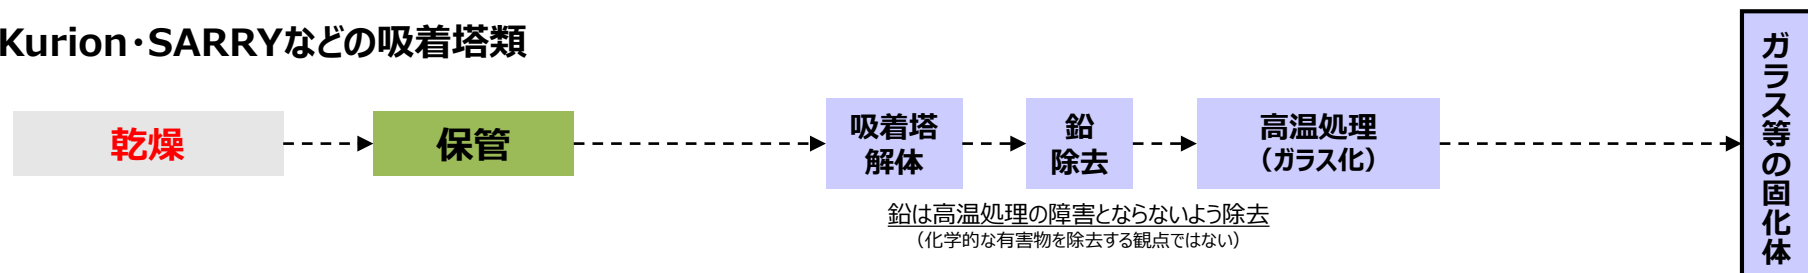 Kurion･SARRYなどの吸着塔類
乾燥
保管
吸着塔
解体
鉛
除去
高温処理
（ガラス化）
ガラス等の固化体
鉛は高温処理の障害とならないよう除去
（化学的な有害物を除去する観点ではない）